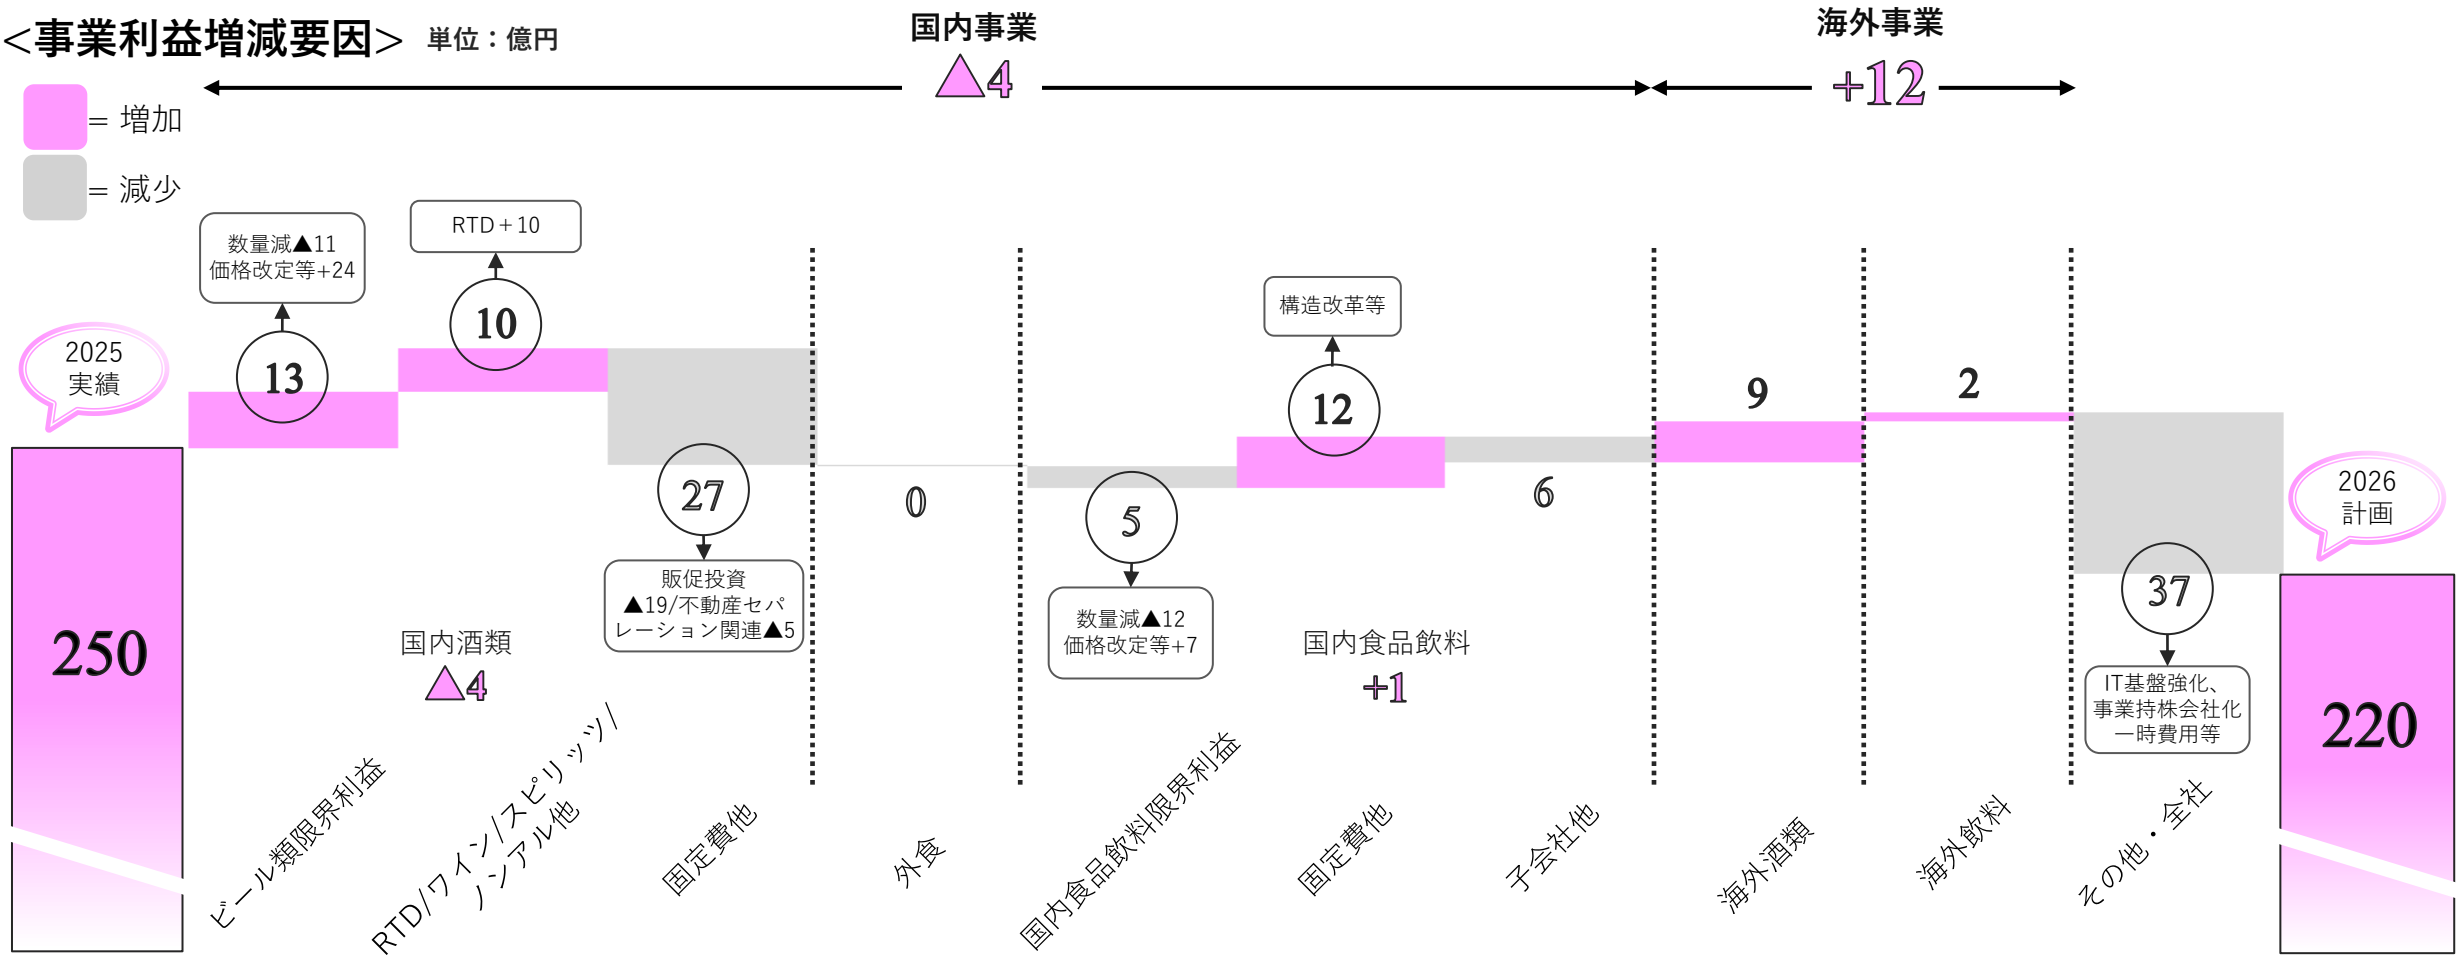 <事業利益増減要因> 単位：億円
国内事業
△4
海外事業
+12
= 増加
= 減少
数量減▲11
価格改定等+24
13
RTD＋10
10
27
販促投資
▲19/不動産セパ
レーション関連▲5
0
5
数量減▲12
価格改定等+7
構造改革等
12
6
9
2
37
IT基盤強化、
事業持株会社化
一時費用等
2025
実績
250
2026
計画
220
国内酒類
△4
国内食品飲料
+1
ビール類限界利益
RTD/ワイン/スピリッツ/
ノンアル他
固定費他
外食
国内食品飲料限界利益
固定費他
子会社他
海外酒類
海外飲料
その他・全社